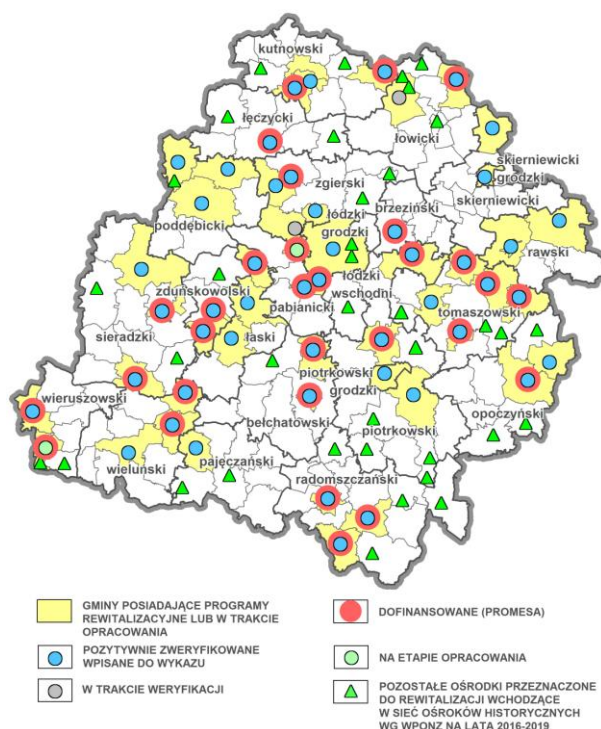 kutnowski
łęczycki
łowicki
skierniewicki
grodzki
zgierski
skierniewicki
brzeziński
łódzki
grodzki
poddębicki
rawski
łódzki
wschodni
zduńskowolski
pabianicki
tomaszowski
sieradzki
łaski
piotrkowski
grodzki
wieruszowski
opoczyński
bełchatowski
piotrkowski
wieluński
pajęczański
radomszczański
GMINY POSIADAJĄCE PROGRAMY
REWITALIZACYJNE LUB W TRAKCIE
OPRACOWANIA
POZYTYWNIE ZWERYFIKOWANE
WPISANE DO WYKAZU
W TRAKCIE WERYFIKACJI
DOFINANSOWANE (PROMESA)
NA ETAPIE OPRACOWANIA
POZOSTAŁE OŚRODKI PRZEZNACZONE
DO REWITALIZACJI WCHODZĄCE
W SIEĆ OŚROKÓW HISTORYCZNYCH
WG WPONZ NA LATA 2016-2019